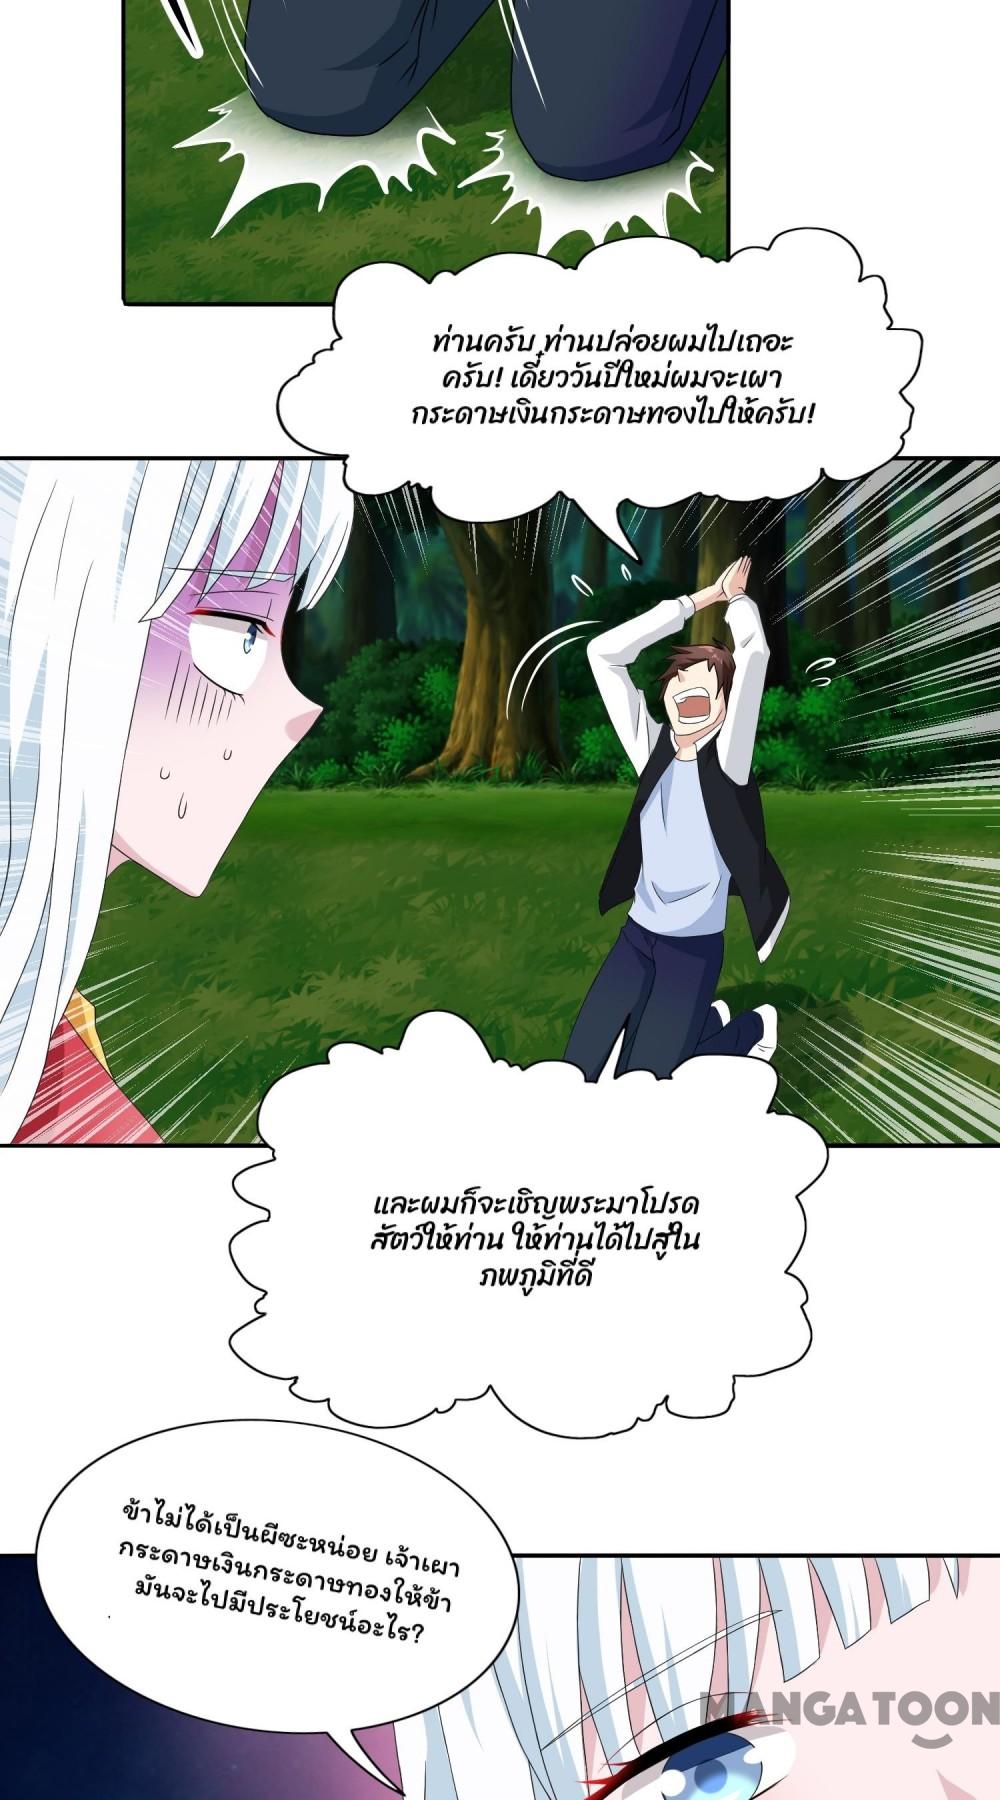 ท่านครับ ท่านปล่อยผมไปเถอะ
ครับ! เดี๋ยววันปีใหม่ผมจะเผา
กระดาษเงินกระดาษทองไปให้ครับ!
และผมก็จะเชิญพระมาโปรด
สัตว์ให้ท่าน ให้ท่านได้ไปสู่ใน
ภพภูมิที่ดี
ข้าไม่ได้เป็นผีซะหน่อย เจ้าเผา
กระดาษเงินกระดาษทองให้ข้า
มันจะไปมีประโยชน์อะไร?
MANGATOON